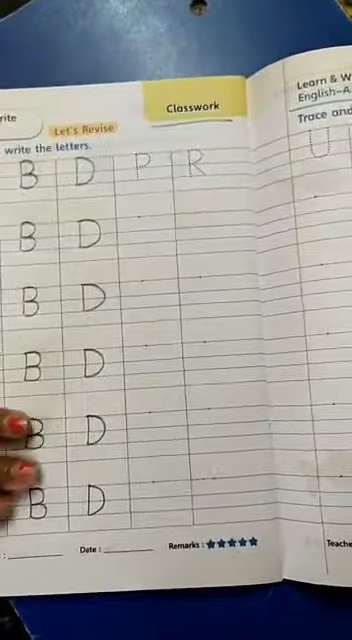 rite
Classwork
Let's Revise
write the letters.
B D P R
B D
B D
B D
B D
B D
: Date : Remarks :
Learn & W
English-A
Trace and
U
Teache